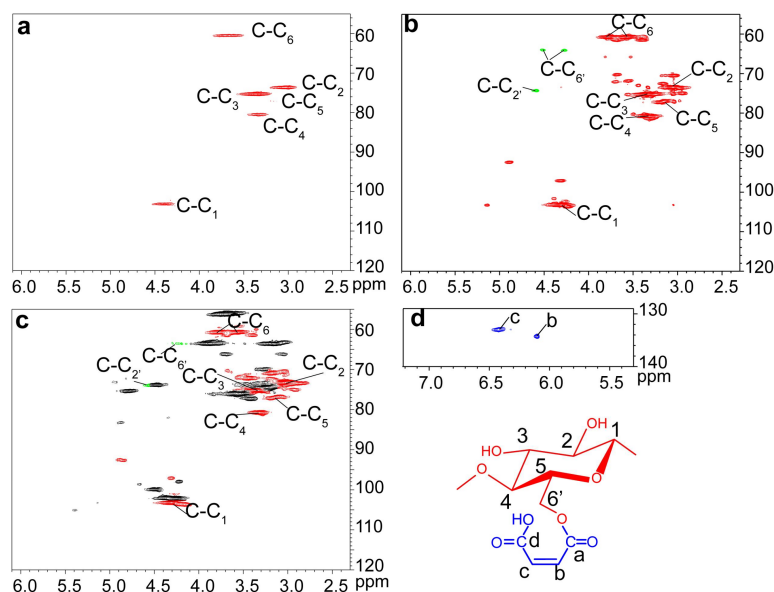 a
C-C6
C-C2
C-C3
C-C5
C-C4
C-C1
60
70
80
90
100
110
120
ppm
6.0 5.5 5.0 4.5 4.0 3.5 3.0 2.5
b
C-C6
C-C6'
C-C2'
C-C2
C-C3
C-C4
C-C5
C-C1
60
70
80
90
100
110
120
ppm
6.0 5.5 5.0 4.5 4.0 3.5 3.0 2.5
c
C-C6
C-C6'
C-C2'
C-C2
C-C3
C-C5
C-C4
C-C1
60
70
80
90
100
110
120
ppm
6.0 5.5 5.0 4.5 4.0 3.5 3.0 2.5
d
c b
130
140
ppm
7.0 6.5 6.0 5.5
OH
3 2 1
HO
5
O O
4
6'
HO O
O C d C O
a
c b